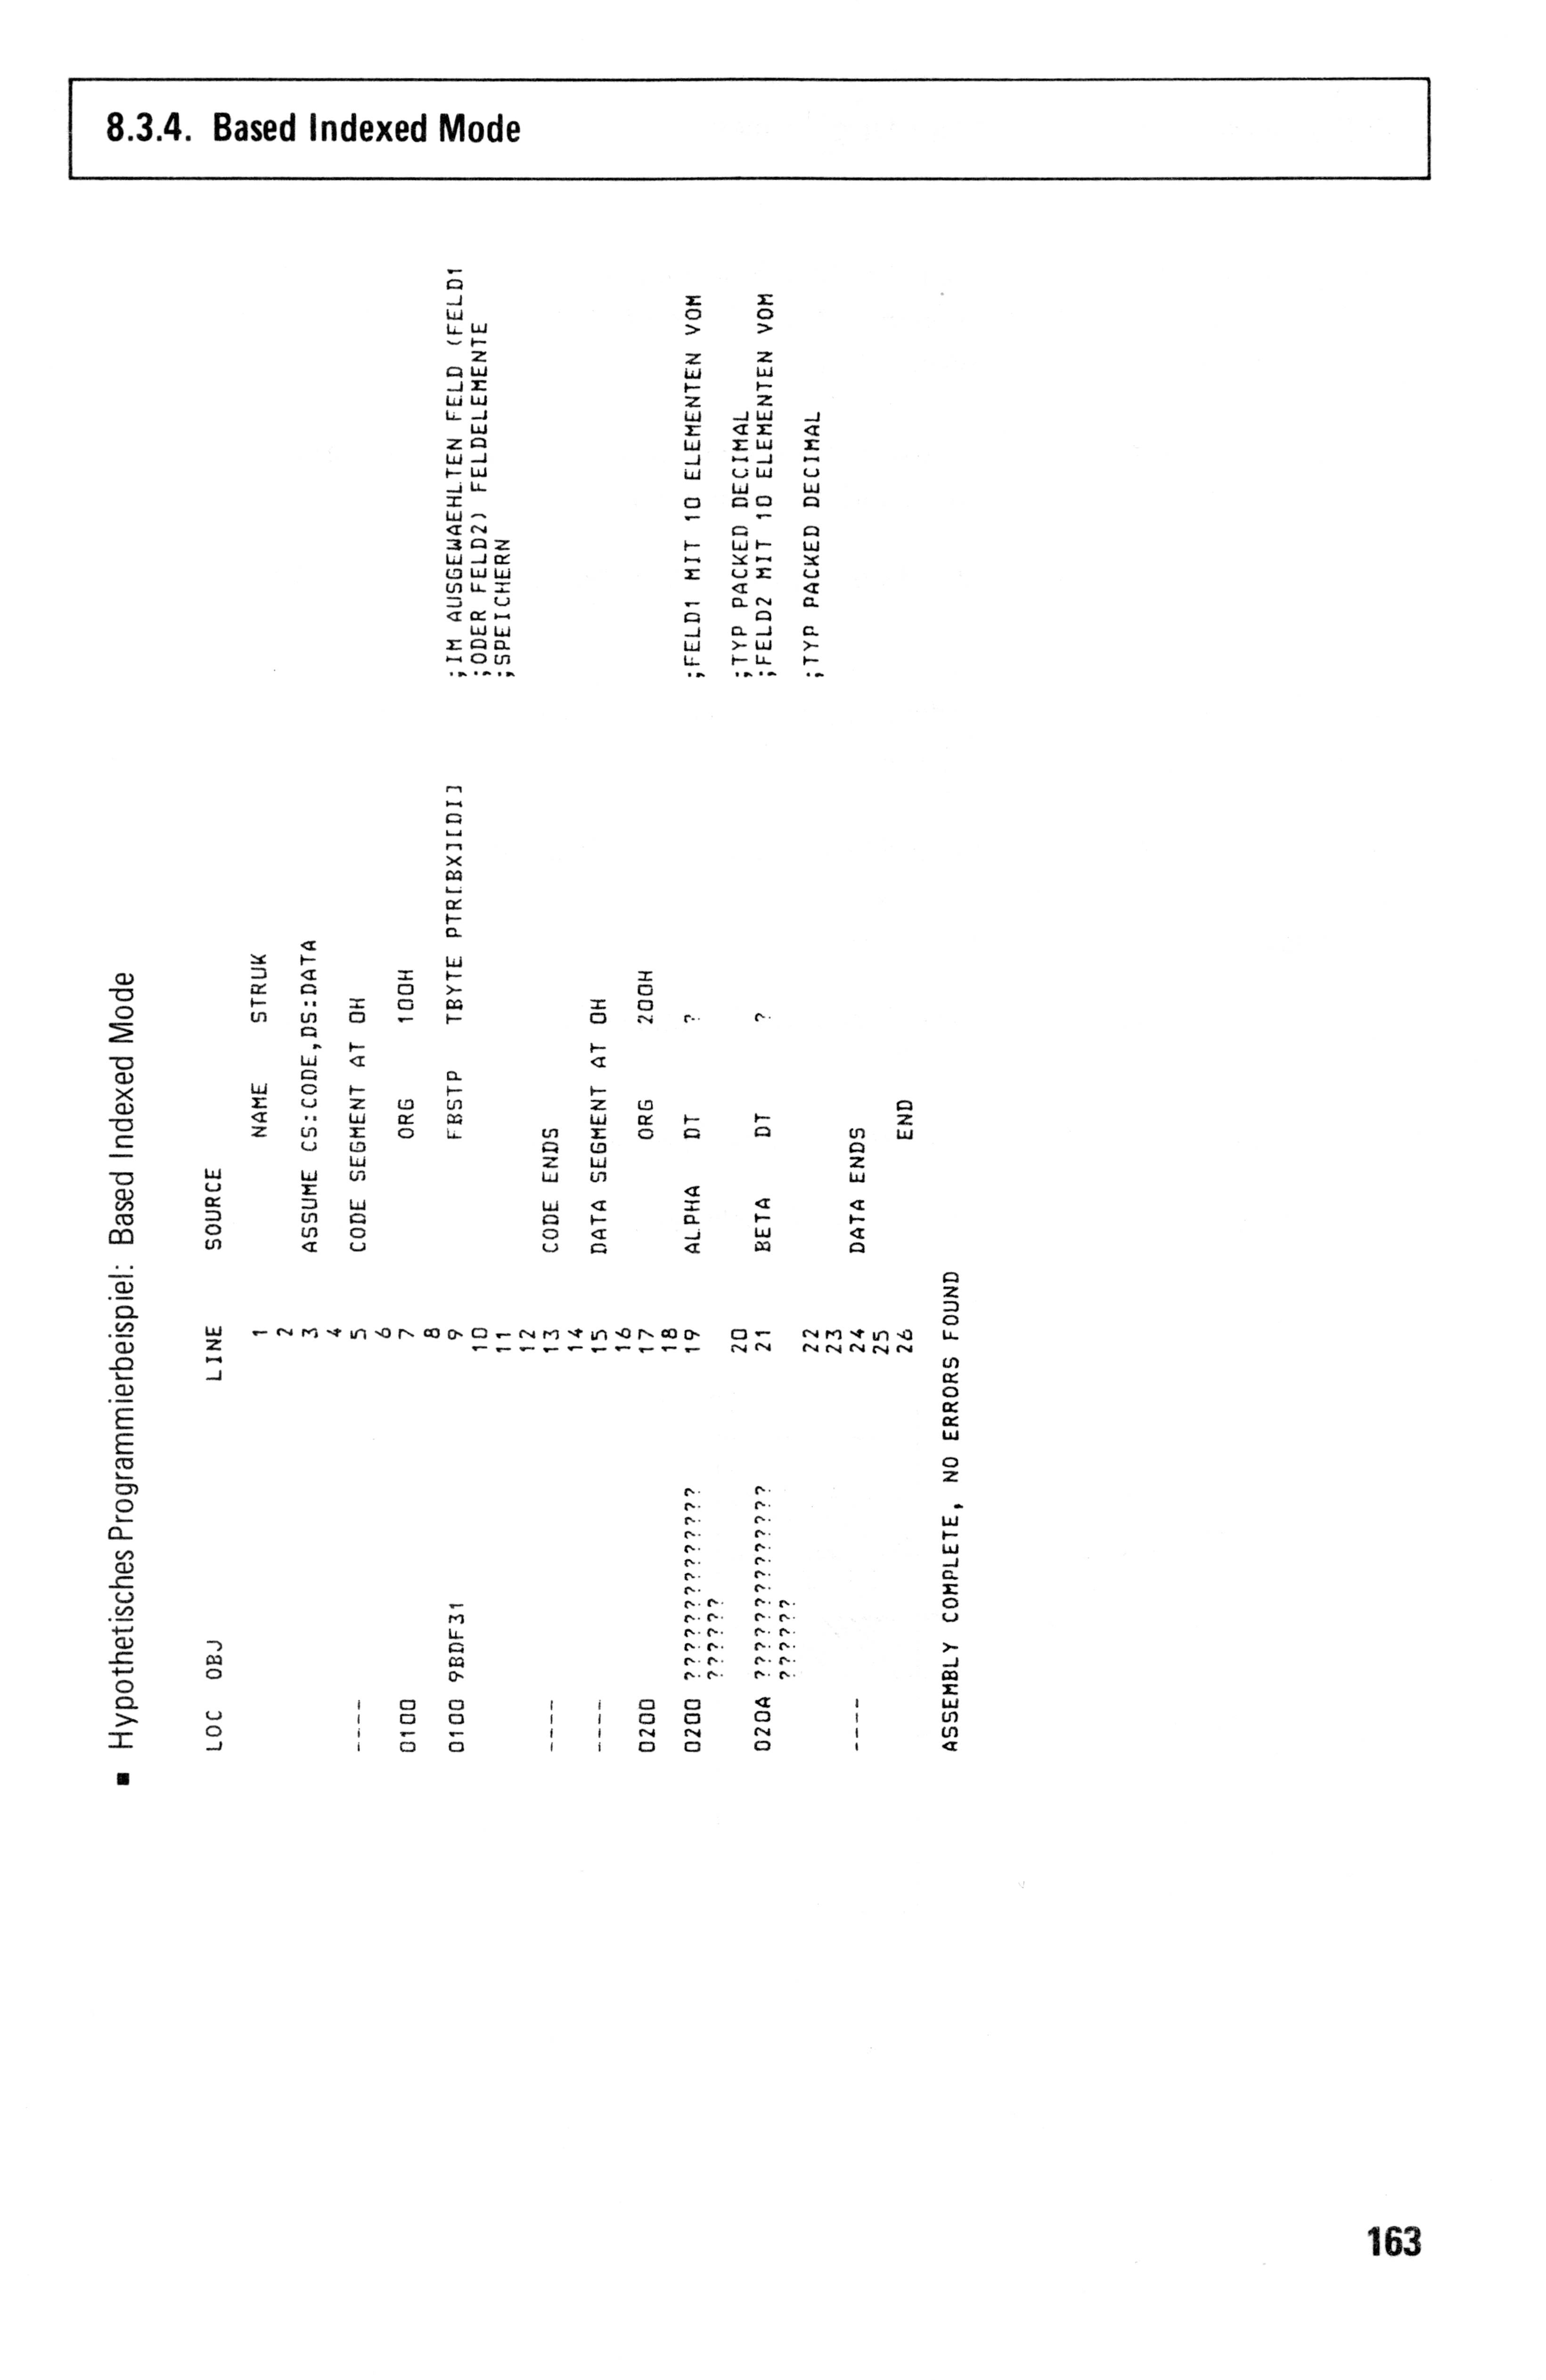 8.3.4. Based Indexed Mode
■ Hypothetisches Programmierbeispiel: Based Indexed Mode
LOC OBJ LINE SOURCE
1 NAME STRUK
2
3 ASSUME CS:CODE,DS:DATA
4
---- 5 CODE SEGMENT AT 0H
6
0100 7 ORG 100H
8
0100 9BDF31 9 FBSTP TBYTE PTR[BX][DI] ;IM AUSGEWAEHLTEN FELD (FELD1
10 ;ODER FELD2) FELDELEMENTE
11 ;SPEICHERN
12
---- 13 CODE ENDS
14
---- 15 DATA SEGMENT AT 0H
16
0200 17 ORG 200H
18
0200 ?????????????? 19 ALPHA DT ? ;FELD1 MIT 10 ELEMENTEN VOM
??????
20 ;TYP PACKED DECIMAL
020A ?????????????? 21 BETA DT ? ;FELD2 MIT 10 ELEMENTEN VOM
??????
22 ;TYP PACKED DECIMAL
23
---- 24 DATA ENDS
25
26 END
ASSEMBLY COMPLETE, NO ERRORS FOUND
163